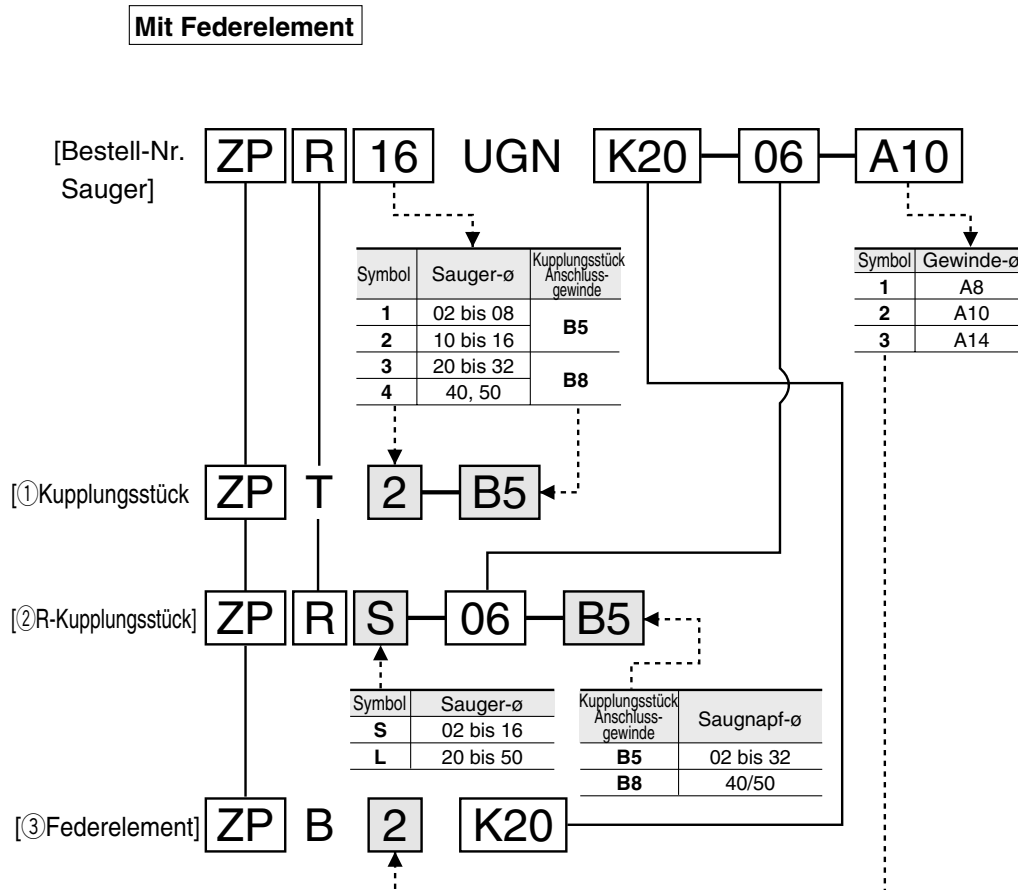 Mit Federelement
[Bestell-Nr. Sauger] ZP R 16 UGN K20 06 A10
Symbol Sauger-ø Kupplungsstück Anschluss-gewinde
1 02 bis 08 B5
2 10 bis 16
3 20 bis 32 B8
4 40, 50
Symbol Gewinde-ø
1 A8
2 A10
3 A14
[①Kupplungsstück ZP T 2 B5
[②R-Kupplungsstück] ZP R S 06 B5
Symbol Sauger-ø
S 02 bis 16
L 20 bis 50
Kupplungsstück Anschluss-gewinde Saugnapf-ø
B5 02 bis 32
B8 40/50
[③Federelement] ZP B 2 K20